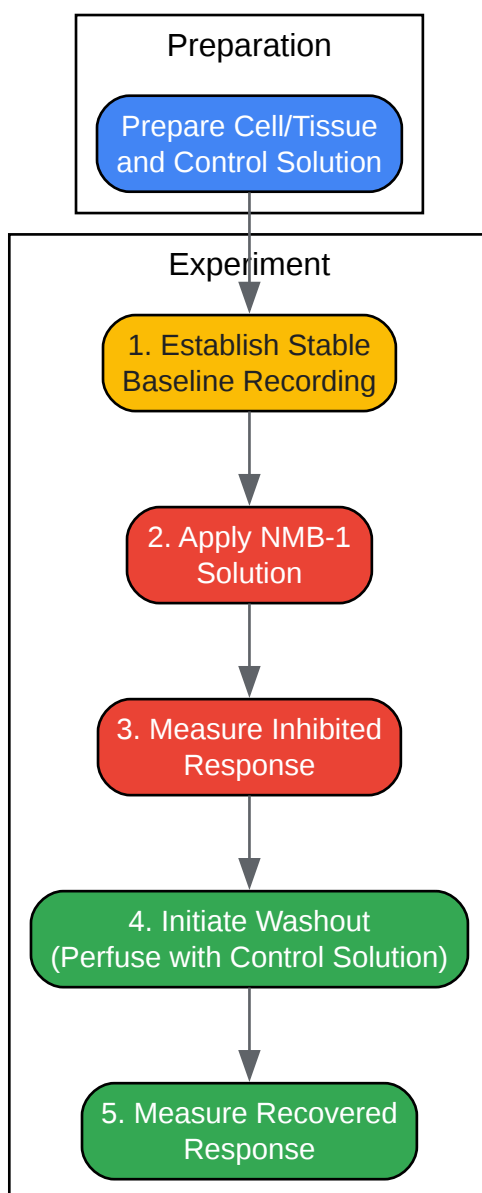 Preparation
Prepare Cell/Tissue
and Control Solution
Experiment
1. Establish Stable
Baseline Recording
2. Apply NMB-1
Solution
3. Measure Inhibited
Response
4. Initiate Washout
(Perfuse with Control Solution)
5. Measure Recovered
Response